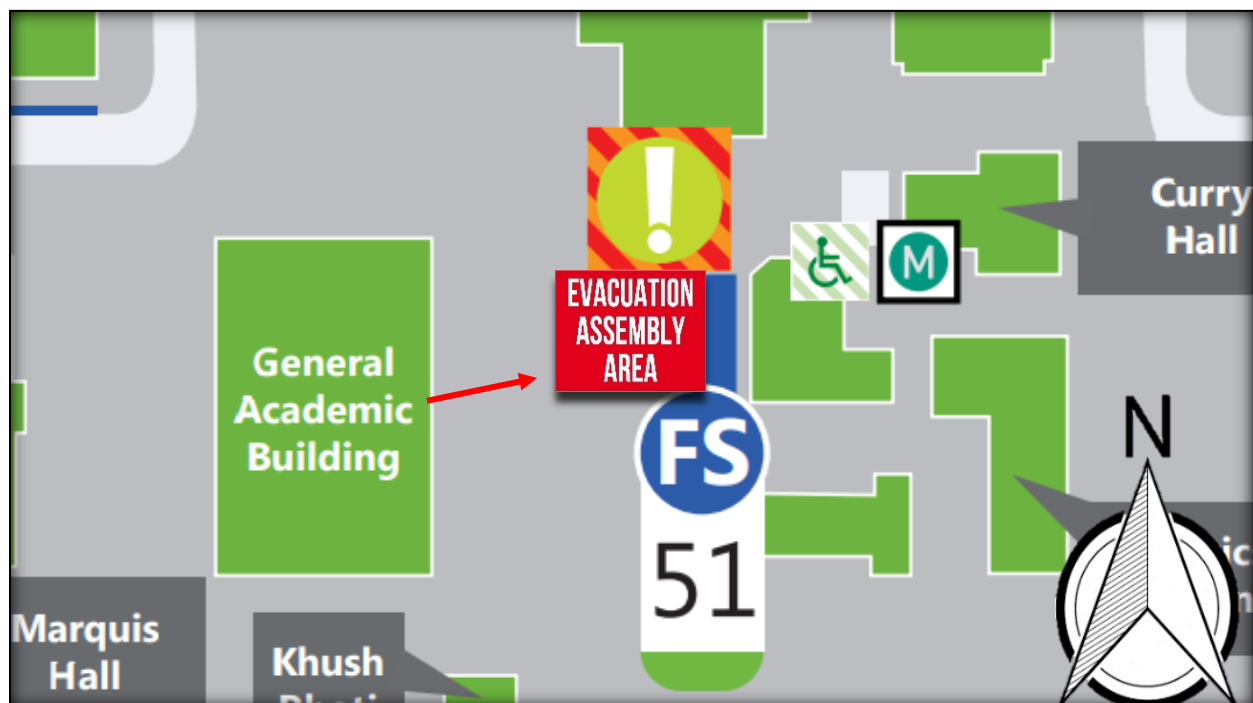 Curry
Hall
M
EVACUATION
ASSEMBLY
AREA
General
Academic
Building
N
FS
51
Marquis
Hall
Khush